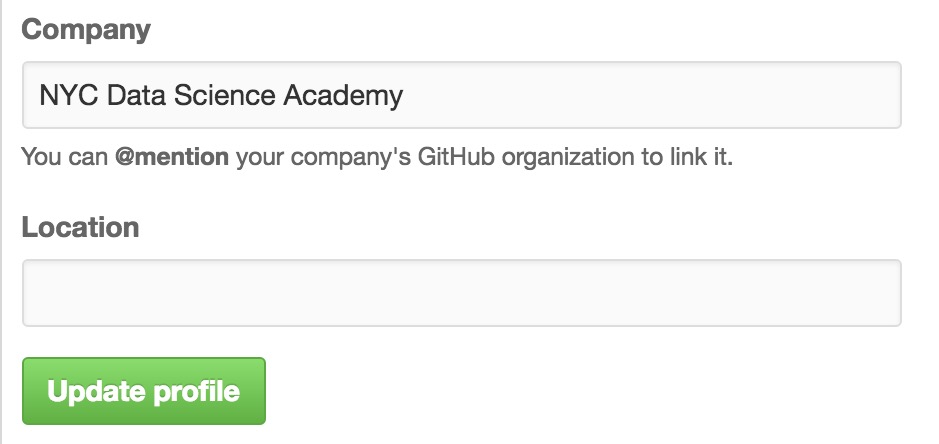 Company
NYC Data Science Academy
You can @mention your company's GitHub organization to link it.
Location
Update profile